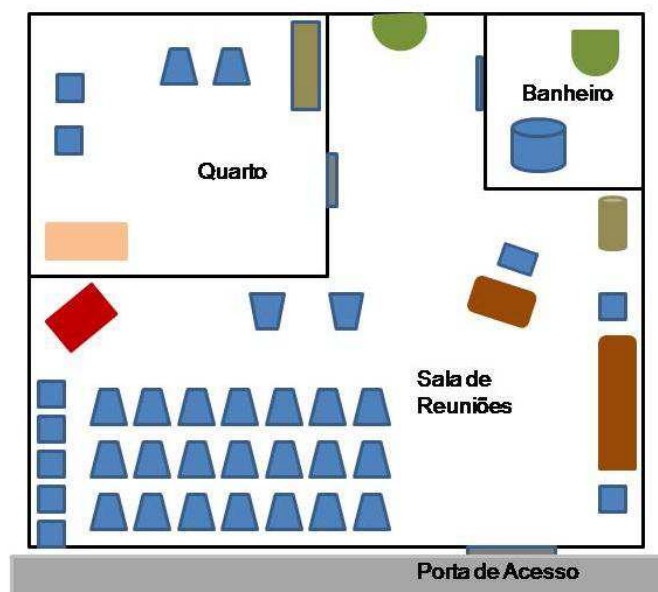 Banheiro
Quarto
Sala de
Reuniões
Porta de Acesso